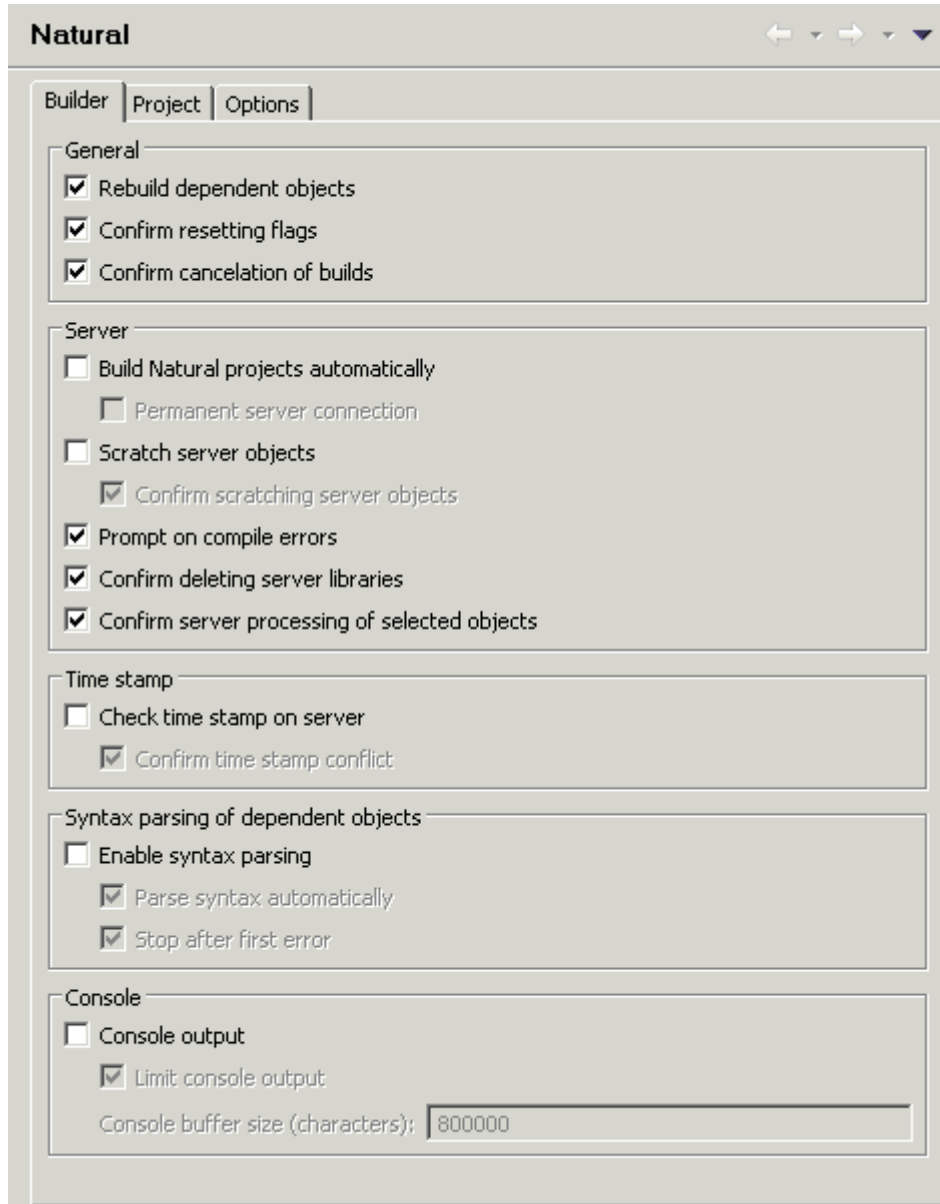 Natural
Builder Project Options
General
Rebuild dependent objects
Confirm resetting flags
Confirm cancelation of builds
Server
Build Natural projects automatically
Permanent server connection
Scratch server objects
Confirm scratching server objects
Prompt on compile errors
Confirm deleting server libraries
Confirm server processing of selected objects
Time stamp
Check time stamp on server
Confirm time stamp conflict
Syntax parsing of dependent objects
Enable syntax parsing
Parse syntax automatically
Stop after first error
Console
Console output
Limit console output
Console buffer size (characters): 800000